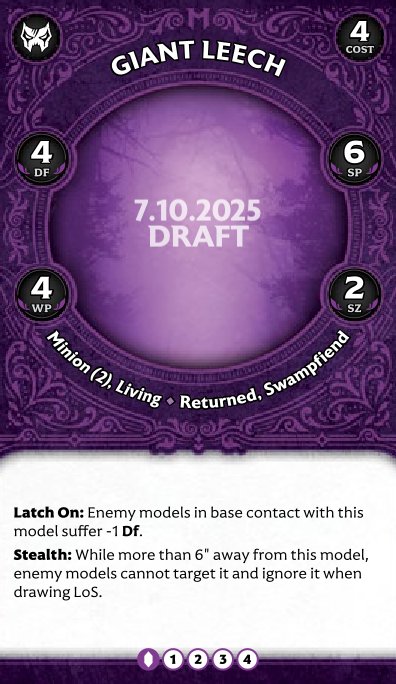 GIANT LEECH
4
COST
4
DF
6
SP
7.10.2025
DRAFT
4
WP
2
SZ
Minion (2), Living ◆ Returned, Swampfiend
Latch On: Enemy models in base contact with this
model suffer -1 Df.
Stealth: While more than 6" away from this model,
enemy models cannot target it and ignore it when
drawing LoS.
1 2 3 4